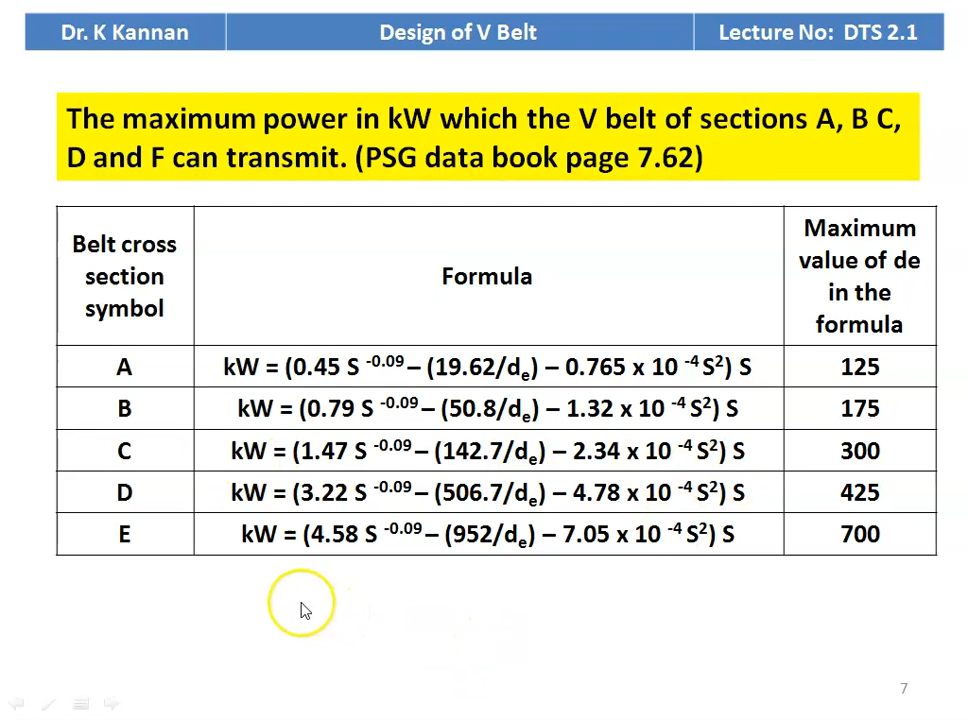 Dr. K Kannan
Design of V Belt
Lecture No: DTS 2.1
The maximum power in kW which the V belt of sections A, B C,
D and F can transmit. (PSG data book page 7.62)
Belt cross
section
symbol
Formula
Maximum
value of de
in the
formula
A
kW = (0.45 S -0.09 – (19.62/de) – 0.765 x 10 -4 S2) S
125
B
kW = (0.79 S -0.09 – (50.8/de) – 1.32 x 10 -4 S2) S
175
C
kW = (1.47 S -0.09 – (142.7/de) – 2.34 x 10 -4 S2) S
300
D
kW = (3.22 S -0.09 – (506.7/de) – 4.78 x 10 -4 S2) S
425
E
kW = (4.58 S -0.09 – (952/de) – 7.05 x 10 -4 S2) S
700
7